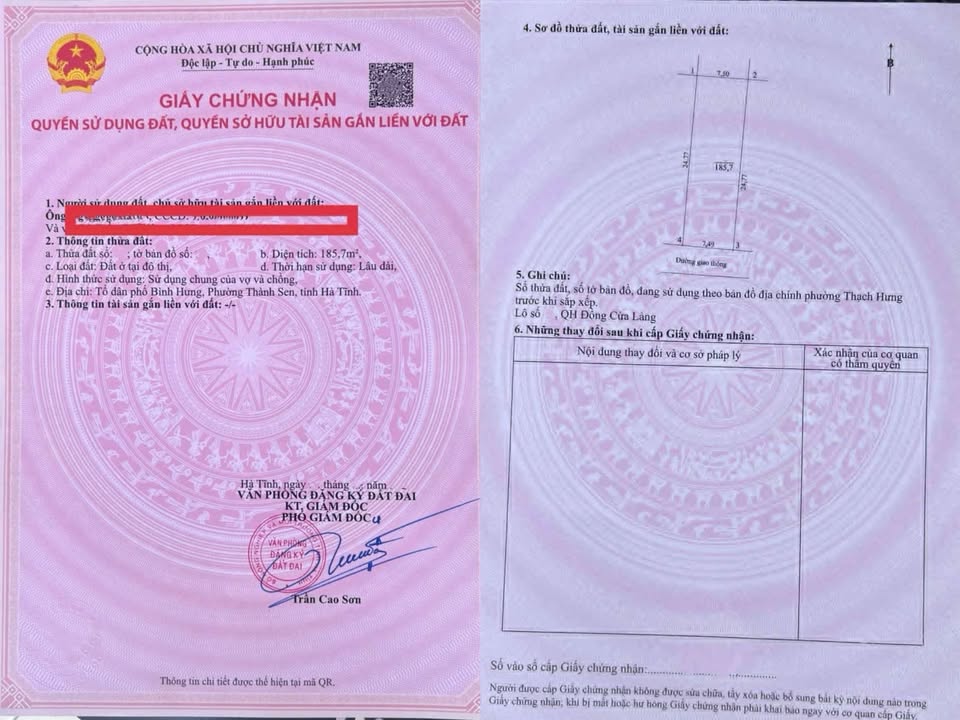 CỘNG HÒA XÃ HỘI CHỦ NGHĨA VIỆT NAM
Độc lập - Tự do - Hạnh phúc
GIẤY CHỨNG NHẬN
QUYỀN SỬ DỤNG ĐẤT, QUYỀN SỞ HỮU TÀI SẢN GẮN LIỀN VỚI ĐẤT
1. Người sử dụng đất, chủ sở hữu tài sản gắn liền với đất:
Ông
Và
2. Thông tin thửa đất:
a. Thửa đất số: ; tờ bản đồ số: , b. Diện tích: 185,7m²,
c. Loại đất: Đất ở tại đô thị, d. Thời hạn sử dụng: Lâu dài,
đ. Hình thức sử dụng: Sử dụng chung của vợ và chồng,
e. Địa chỉ: Tổ dân phố Bình Hưng, Phường Thành Sen, tỉnh Hà Tĩnh.
3. Thông tin tài sản gắn liền với đất: -/-
Hà Tĩnh, ngày tháng năm
VĂN PHÒNG ĐĂNG KÝ ĐẤT ĐAI
KT, GIÁM ĐỐC
PHÓ GIÁM ĐỐC
VĂN PHÒNG
ĐĂNG KÝ
ĐẤT ĐAI
Trần Cao Sơn
Thông tin chi tiết được thể hiện tại mã QR.
4. Sơ đồ thửa đất, tài sản gắn liền với đất:
B
1 7,50 2
24,77
185,7
24,77
4 7,49 3
Đường giao thông
5. Ghi chú:
Số thửa đất, số tờ bản đồ, đang sử dụng theo bản đồ địa chính phường Thạch Hưng
trước khi sắp xếp.
Lô số , QH Đồng Cửa Làng
6. Những thay đổi sau khi cấp Giấy chứng nhận:
Nội dung thay đổi và cơ sở pháp lý
Xác nhận của cơ quan
có thẩm quyền
Số vào sổ cấp Giấy chứng nhận:
Người được cấp Giấy chứng nhận không được sửa chữa, tẩy xóa hoặc bổ sung bất kỳ nội dung nào trong
Giấy chứng nhận; khi bị mất hoặc hư hỏng Giấy chứng nhận phải khai báo ngay với cơ quan cấp Giấy.